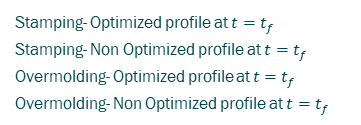 Stamping- Optimized profile at t = t_f
Stamping- Non Optimized profile at t = t_f
Overmolding- Optimized profile at t = t_f
Overmolding- Non Optimized profile at t = t_f